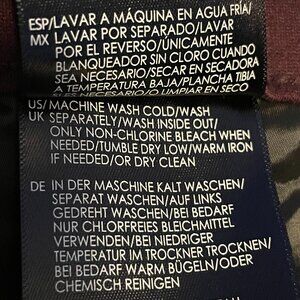 ESP/LAVAR A MÁQUINA EN AGUA FRÍA/
MX LAVAR POR SEPARADO/LAVAR
POR EL REVERSO/ÚNICAMENTE
BLANQUEADOR SIN CLORO CUANDO
SEA NECESARIO/SECAR EN SECADORA
A TEMPERATURA BAJA/PLANCHA TIBIA
NECESARIO/O LIMPIAR EN SECO
US/MACHINE WASH COLD/WASH
UK SEPARATELY/WASH INSIDE OUT/
ONLY NON-CHLORINE BLEACH WHEN
NEEDED/TUMBLE DRY LOW/WARM IRON
IF NEEDED/OR DRY CLEAN
DE IN DER MASCHINE KALT WASCHEN/
SEPARAT WASCHEN/AUF LINKS
GEDREHT WASCHEN/BEI BEDARF
NUR CHLORFREIES BLEICHMITTEL
VERWENDEN/BEI NIEDRIGER
TEMPERATUR IM TROCKNER TROCKNEN/
BEI BEDARF WARM BÜGELN/ODER
CHEMISCH REINIGEN